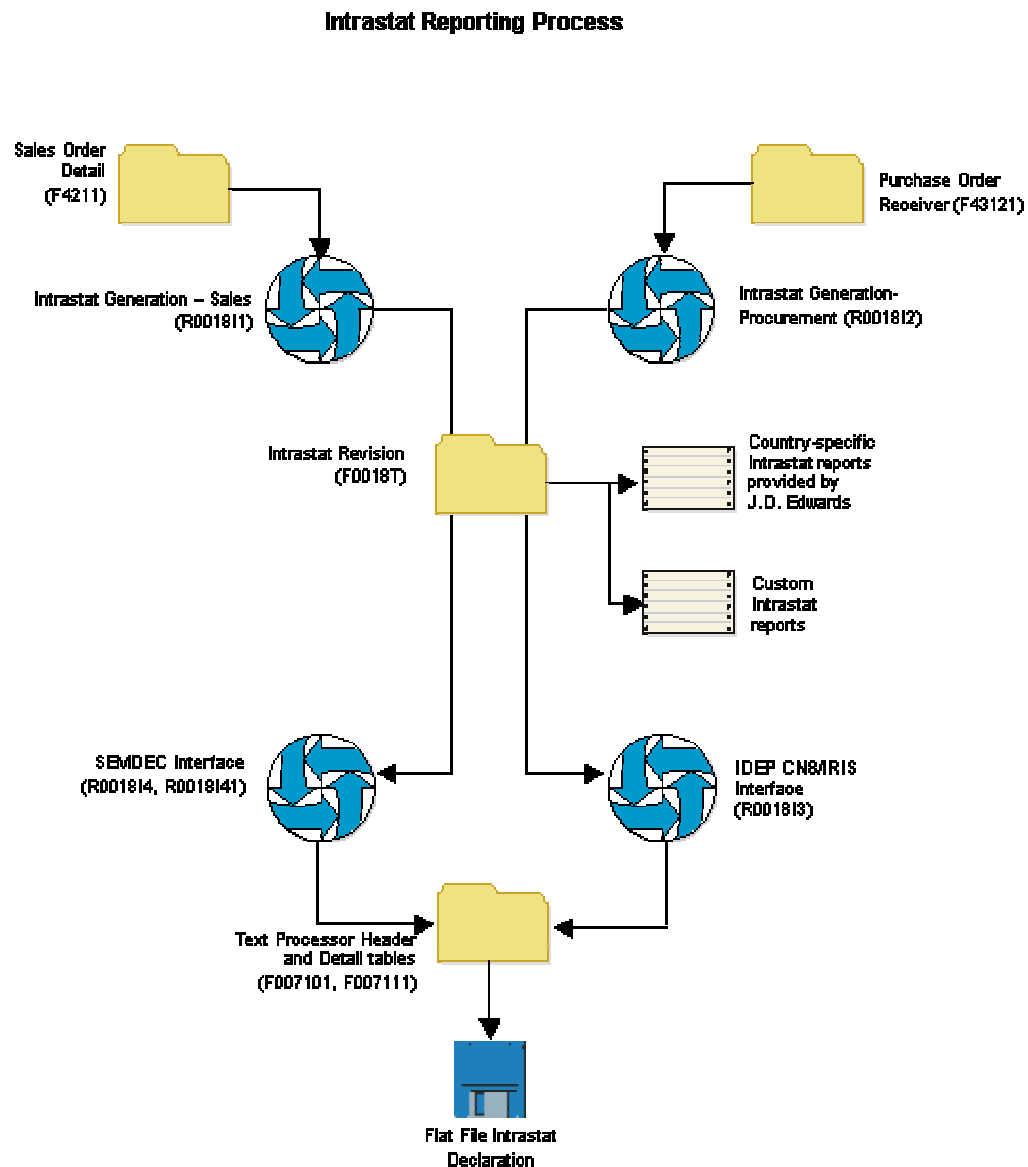 Intrastat Reporting Process
Sales Order
Detail
(F4211)
Purchase Order
Receiver (F43121)
Intrastat Generation – Sales
(R0018I1)
Intrastat Generation-
Procurement (R0018I2)
Intrastat Revision
(F0018T)
Country-specific
Intrastat reports
provided by
J.D. Edwards
Custom
Intrastat
reports
SEMDEC Interface
(R0018I4, R0018I41)
IDEP CN8/IRIS
Interface
(R0018I3)
Text Processor Header
and Detail tables
(F007101, F007111)
Flat File Intrastat
Declaration